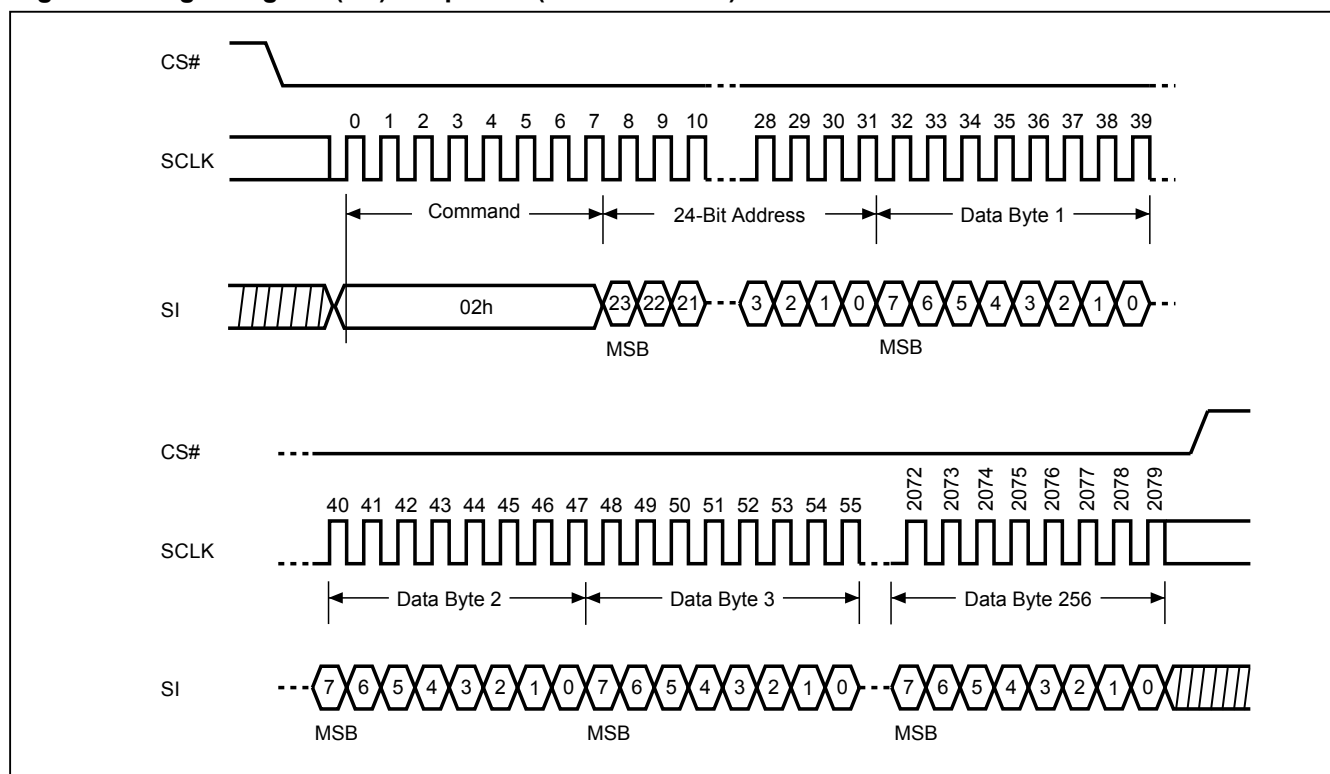 CS#
0 1 2 3 4 5 6 7 8 9 10 28 29 30 31 32 33 34 35 36 37 38 39
SCLK
Command 24-Bit Address Data Byte 1
SI 02h 23 22 21 3 2 1 0 7 6 5 4 3 2 1 0
MSB MSB
CS#
40 41 42 43 44 45 46 47 48 49 50 51 52 53 54 55 2072 2073 2074 2075 2076 2077 2078 2079
SCLK
Data Byte 2 Data Byte 3 Data Byte 256
SI 7 6 5 4 3 2 1 0 7 6 5 4 3 2 1 0 7 6 5 4 3 2 1 0
MSB MSB MSB